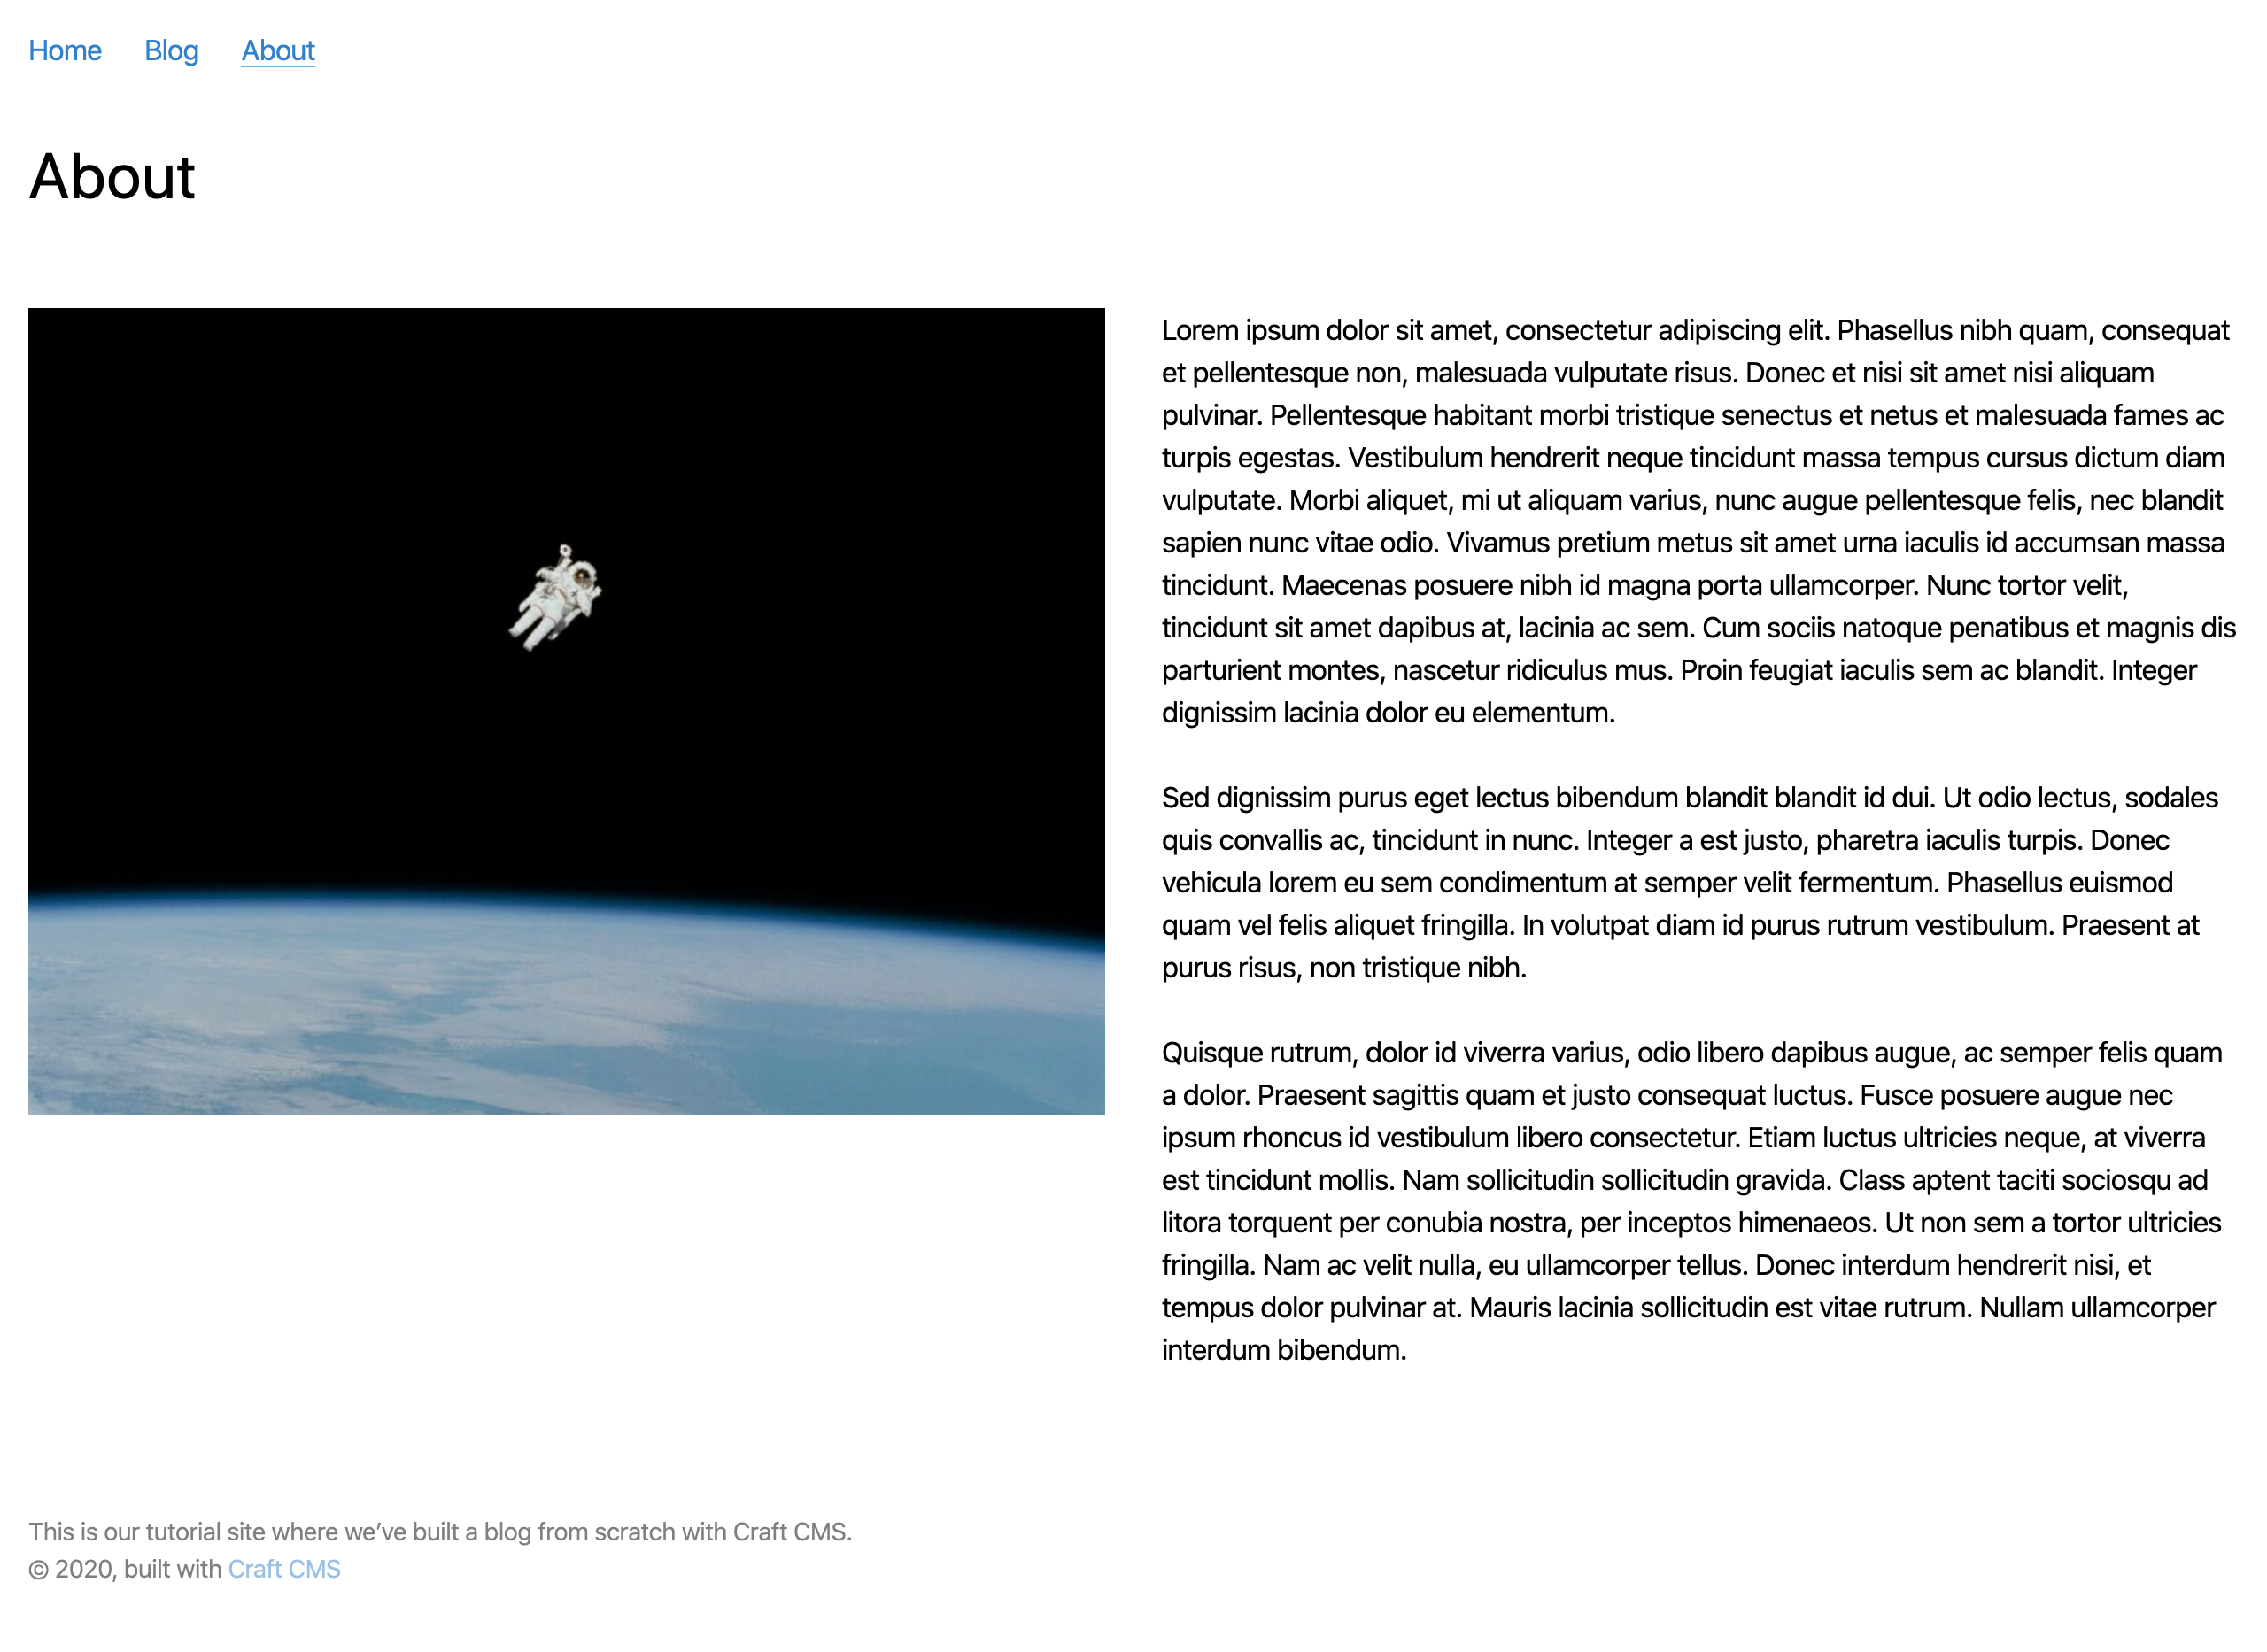 Home Blog About
About
Lorem ipsum dolor sit amet, consectetur adipiscing elit. Phasellus nibh quam, consequat
et pellentesque non, malesuada vulputate risus. Donec et nisi sit amet nisi aliquam
pulvinar. Pellentesque habitant morbi tristique senectus et netus et malesuada fames ac
turpis egestas. Vestibulum hendrerit neque tincidunt massa tempus cursus dictum diam
vulputate. Morbi aliquet, mi ut aliquam varius, nunc augue pellentesque felis, nec blandit
sapien nunc vitae odio. Vivamus pretium metus sit amet urna iaculis id accumsan massa
tincidunt. Maecenas posuere nibh id magna porta ullamcorper. Nunc tortor velit,
tincidunt sit amet dapibus at, lacinia ac sem. Cum sociis natoque penatibus et magnis dis
parturient montes, nascetur ridiculus mus. Proin feugiat iaculis sem ac blandit. Integer
dignissim lacinia dolor eu elementum.
Sed dignissim purus eget lectus bibendum blandit blandit id dui. Ut odio lectus, sodales
quis convallis ac, tincidunt in nunc. Integer a est justo, pharetra iaculis turpis. Donec
vehicula lorem eu sem condimentum at semper velit fermentum. Phasellus euismod
quam vel felis aliquet fringilla. In volutpat diam id purus rutrum vestibulum. Praesent at
purus risus, non tristique nibh.
Quisque rutrum, dolor id viverra varius, odio libero dapibus augue, ac semper felis quam
a dolor. Praesent sagittis quam et justo consequat luctus. Fusce posuere augue nec
ipsum rhoncus id vestibulum libero consectetur. Etiam luctus ultricies neque, at viverra
est tincidunt mollis. Nam sollicitudin sollicitudin gravida. Class aptent taciti sociosqu ad
litora torquent per conubia nostra, per inceptos himenaeos. Ut non sem a tortor ultricies
fringilla. Nam ac velit nulla, eu ullamcorper tellus. Donec interdum hendrerit nisi, et
tempus dolor pulvinar at. Mauris lacinia sollicitudin est vitae rutrum. Nullam ullamcorper
interdum bibendum.
This is our tutorial site where we’ve built a blog from scratch with Craft CMS.
© 2020, built with Craft CMS